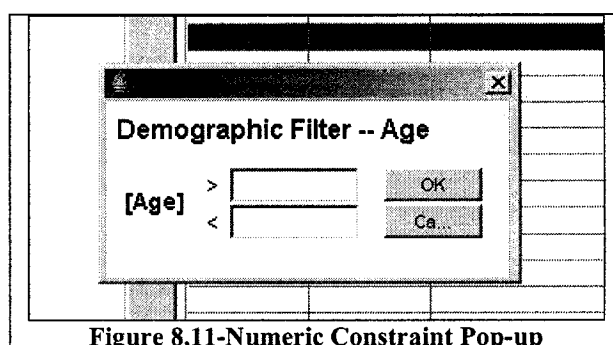 Demographic Filter -- Age
[Age]
>
<
OK
Ca...
Figure 8.11-Numeric Constraint Pop-up